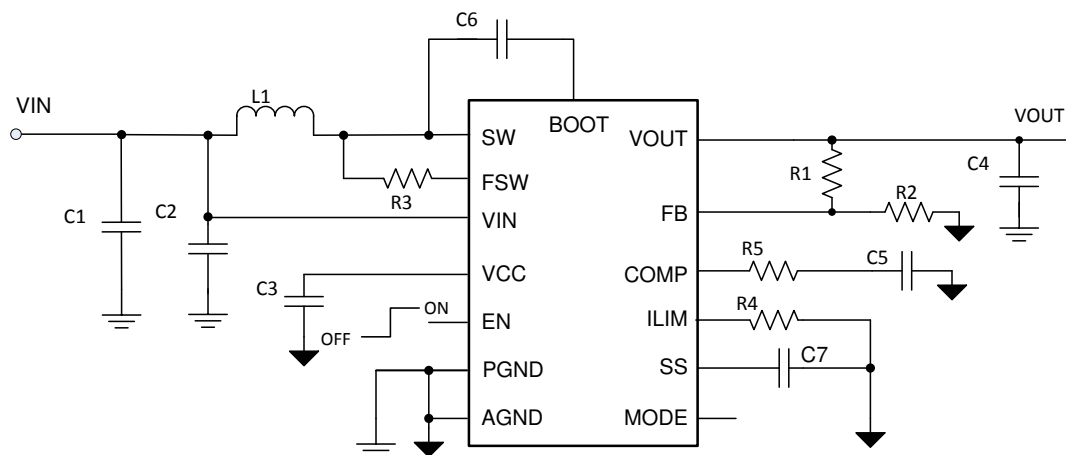 C6
VIN
L1
BOOT
SW
VOUT
VOUT
R1
C4
FSW
R3
R2
C1
C2
VIN
FB
R5
C5
VCC
COMP
C3
ON
R4
EN
ILIM
OFF
SS
C7
PGND
AGND
MODE